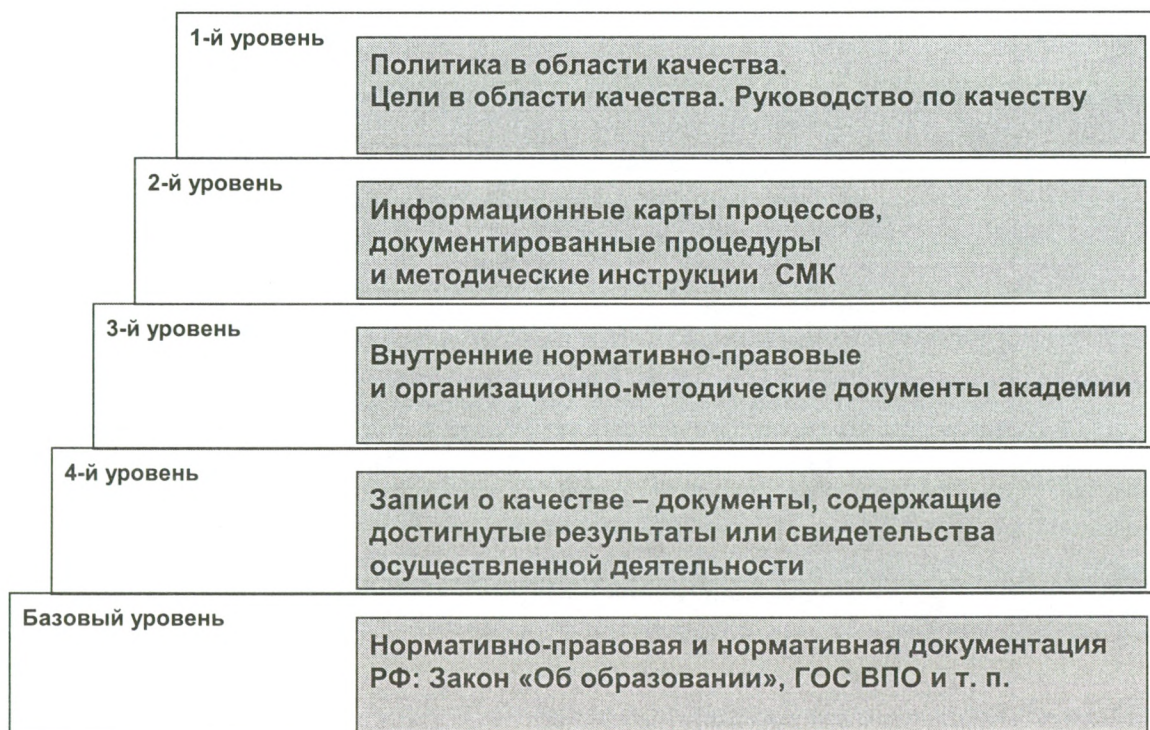 1-й уровень
Политика в области качества.
Цели в области качества. Руководство по качеству
2-й уровень
Информационные карты процессов,
документированные процедуры
и методические инструкции СМК
3-й уровень
Внутренние нормативно-правовые
и организационно-методические документы академии
4-й уровень
Записи о качестве – документы, содержащие
достигнутые результаты или свидетельства
осуществленной деятельности
Базовый уровень
Нормативно-правовая и нормативная документация
РФ: Закон «Об образовании», ГОС ВПО и т. п.